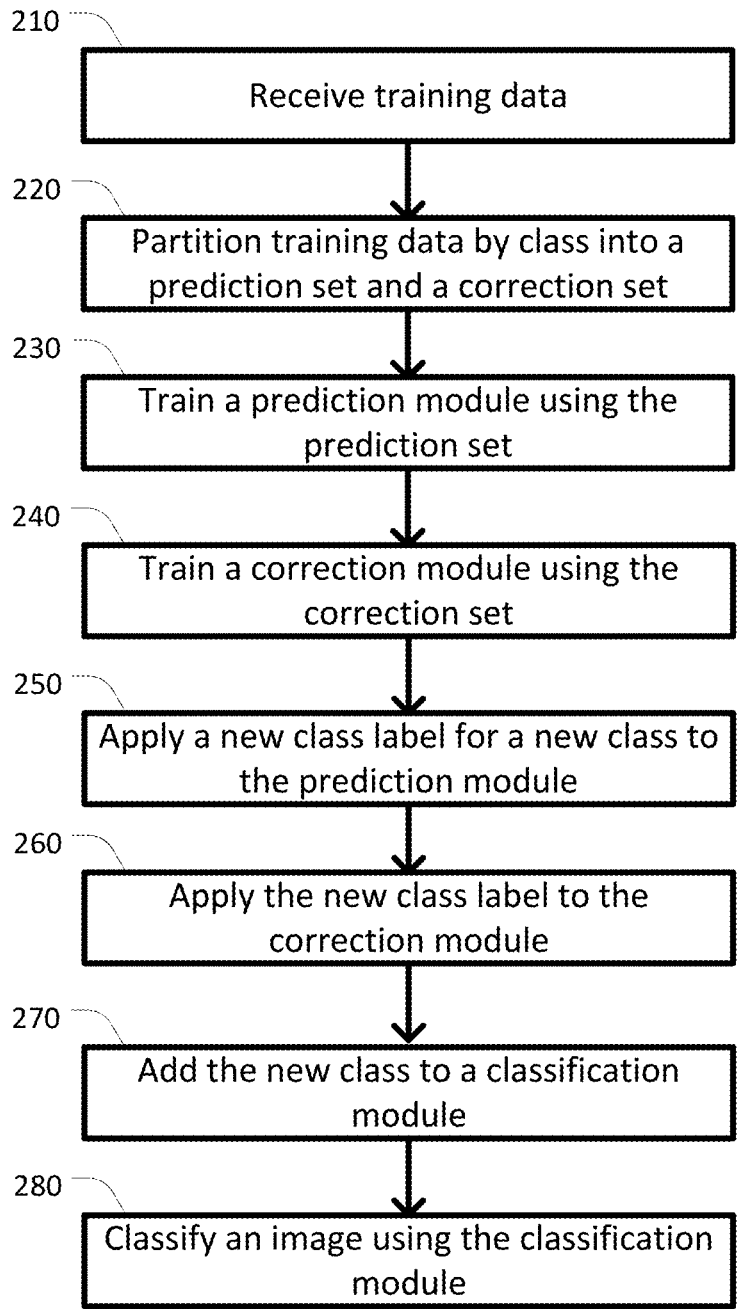 210
Receive training data
220
Partition training data by class into a
prediction set and a correction set
230
Train a prediction module using the
prediction set
240
Train a correction module using the
correction set
250
Apply a new class label for a new class to
the prediction module
260
Apply the new class label to the
correction module
270
Add the new class to a classification
module
280
Classify an image using the classification
module